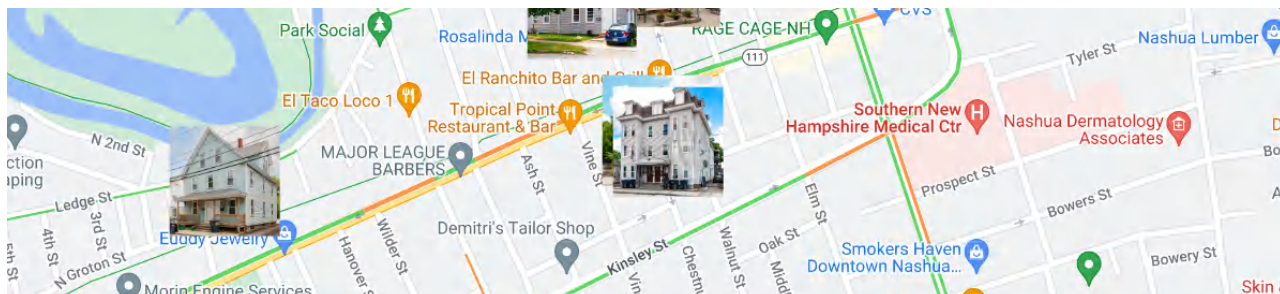 CVS
Park Social
Rosalinda
RAGE CAGE-NH
Nashua Lumber
111
Tyler St
El Ranchito Bar and Grill
El Taco Loco 1
Tropical Point
Restaurant & Bar
Southern New
Hampshire Medical Ctr
Nashua Dermatology
Associates
N 2nd St
MAJOR LEAGUE
BARBERS
Ash St
Vine St
Prospect St
Ledge St
3rd St
4th St
5th St
N Groton St
Euddy Jewelry
Wilder St
Hanover St
Demitri's Tailor Shop
Kinsley St
Walnut St
Elm St
Oak St
Bowers St
Smokers Haven
Downtown Nashua...
Bowery St
Morin Engine Services
Skin